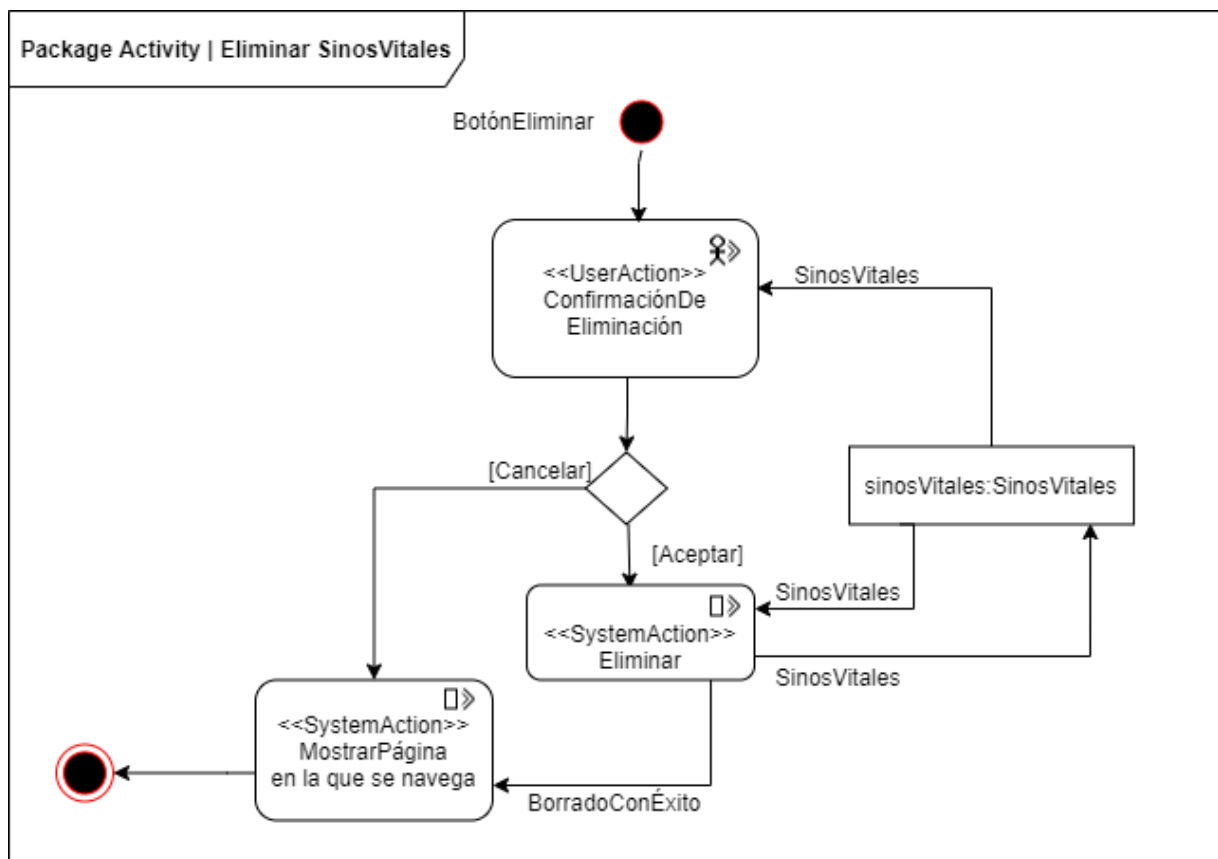 Package Activity | Eliminar SinosVitales
BotónEliminar
<<UserAction>>
ConfirmaciónDe
Eliminación
SinosVitales
[Cancelar]
sinosVitales:SinosVitales
[Aceptar]
SinosVitales
<<SystemAction>>
Eliminar
SinosVitales
<<SystemAction>>
MostrarPágina
en la que se navega
BorradoConÉxito